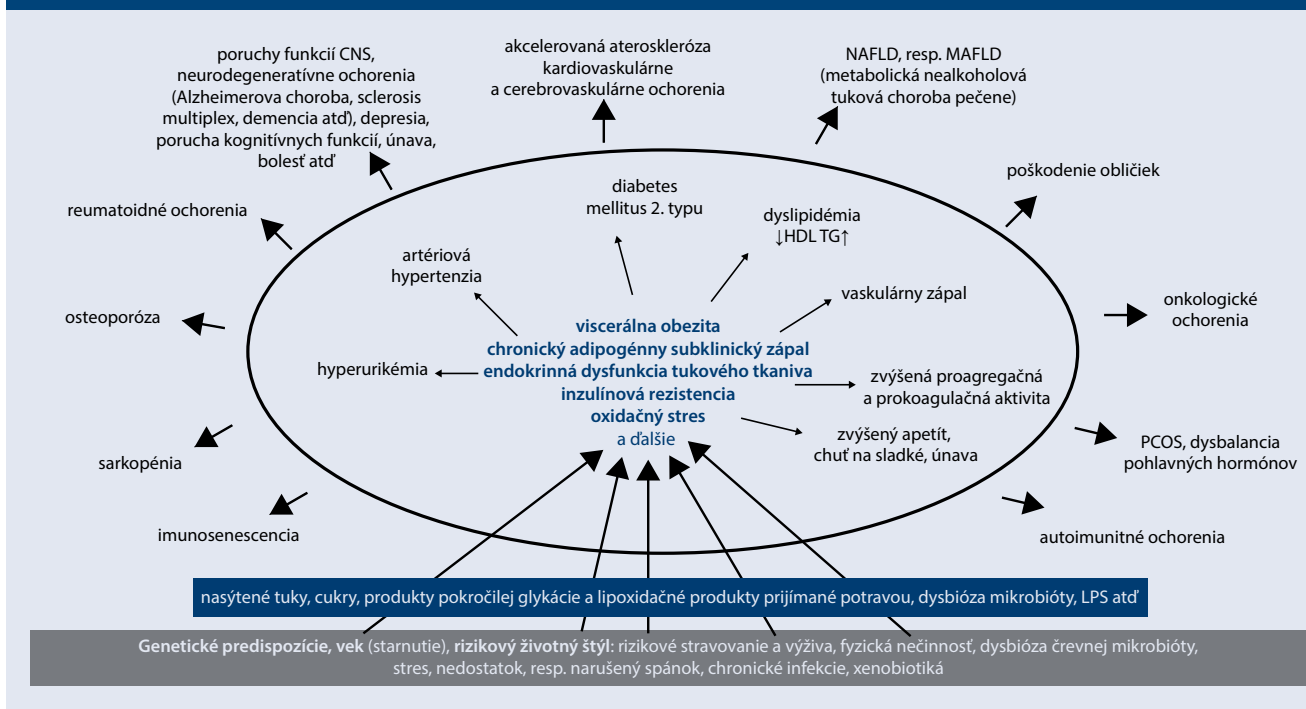 poruchy funkcií CNS,
neurodegeneratívne ochorenia
(Alzheimerova choroba, sclerosis
multiplex, demencia atď), depresia,
porucha kognitívnych funkcií, únava,
bolesť atď
akcelerovaná ateroskleróza
kardiovaskulárne
a cerebrovaskulárne ochorenia
NAFLD, resp. MAFLD
(metabolická nealkoholová
tuková choroba pečene)
poškodenie obličiek
reumatoidné ochorenia
diabetes
mellitus 2. typu
dyslipidémia
↓HDL TG↑
artériová
hypertenzia
vaskulárny zápal
onkologické
ochorenia
osteoporóza
viscerálna obezita
chronický adipogénny subklinický zápal
endokrinná dysfunkcia tukového tkaniva
inzulínová rezistencia
oxidačný stres
a ďalšie
hyperurikémia
zvýšená proagregačná
a prokoagulačná aktivita
zvýšený apetít,
chuť na sladké, únava
PCOS, dysbalancia
pohlavných hormónov
sarkopénia
imunosenescencia
autoimunitné ochorenia
nasýtené tuky, cukry, produkty pokročilej glykácie a lipoxidačné produkty prijímané potravou, dysbióza mikrobióty, LPS atď
Genetické predispozície, vek (starnutie), rizikový životný štýl: rizikové stravovanie a výživa, fyzická nečinnosť, dysbióza črevnej mikrobióty,
stres, nedostatok, resp. narušený spánok, chronické infekcie, xenobiotiká